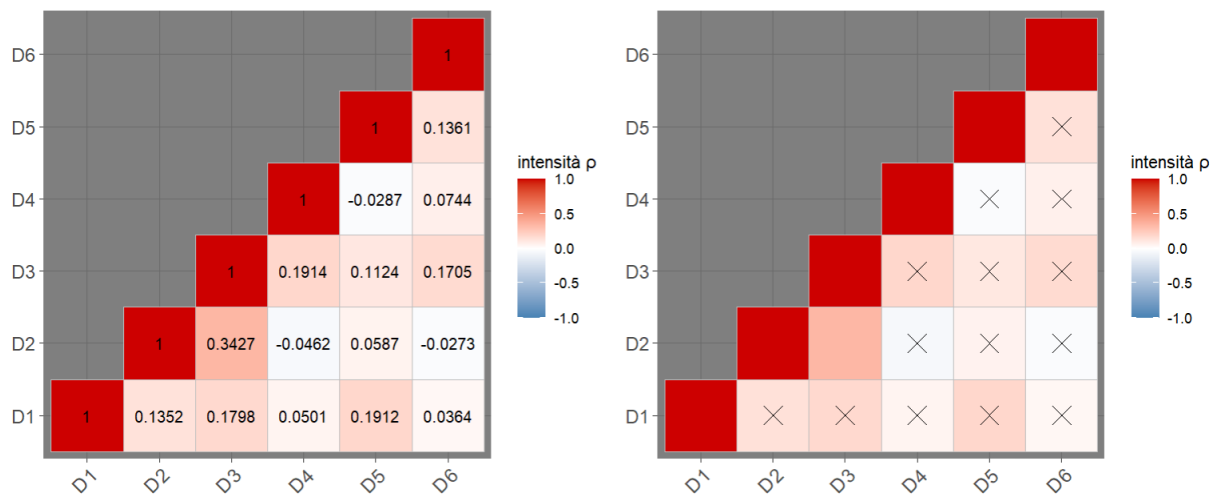 D6 1
D5 1 0.1361
D4 1 -0.0287 0.0744
D3 1 0.1914 0.1124 0.1705
D2 1 0.3427 -0.0462 0.0587 -0.0273
D1 1 0.1352 0.1798 0.0501 0.1912 0.0364
D1 D2 D3 D4 D5 D6
intensità ρ
1.0
0.5
0.0
-0.5
-1.0
D6
D5
D4
D3
D2
D1
D1 D2 D3 D4 D5 D6
intensità ρ
1.0
0.5
0.0
-0.5
-1.0